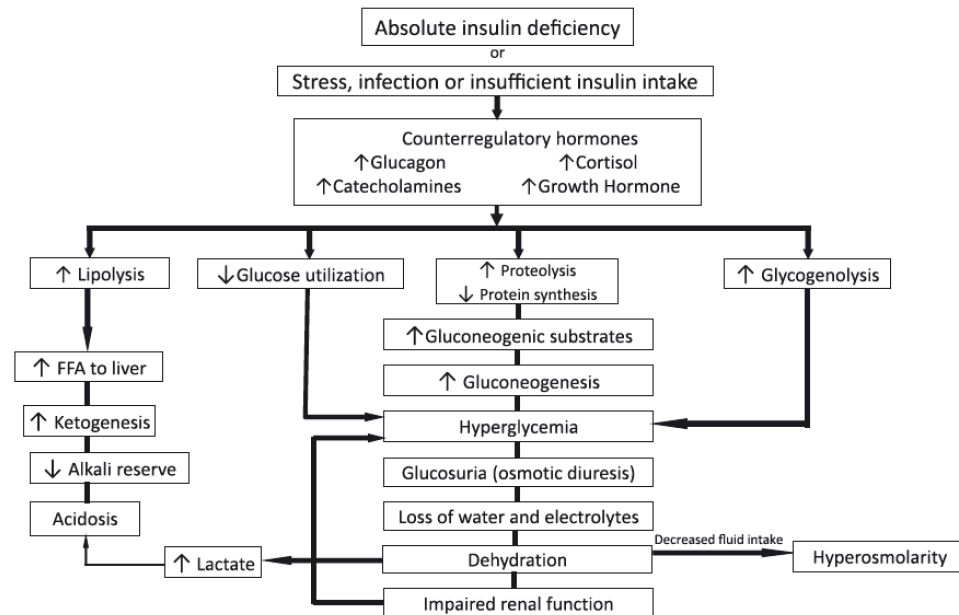 Absolute insulin deficiency
or
Stress, infection or insufficient insulin intake
Counterregulatory hormones
↑Glucagon ↑Cortisol
↑Catecholamines ↑Growth Hormone
↑ Lipolysis
↓Glucose utilization
↑ Proteolysis
↓ Protein synthesis
↑ Glycogenolysis
↑Gluconeogenic substrates
↑ FFA to liver
↑ Gluconeogenesis
↑ Ketogenesis
Hyperglycemia
↓ Alkali reserve
Glucosuria (osmotic diuresis)
Acidosis
Loss of water and electrolytes
↑ Lactate
Dehydration
Decreased fluid intake
Hyperosmolarity
Impaired renal function